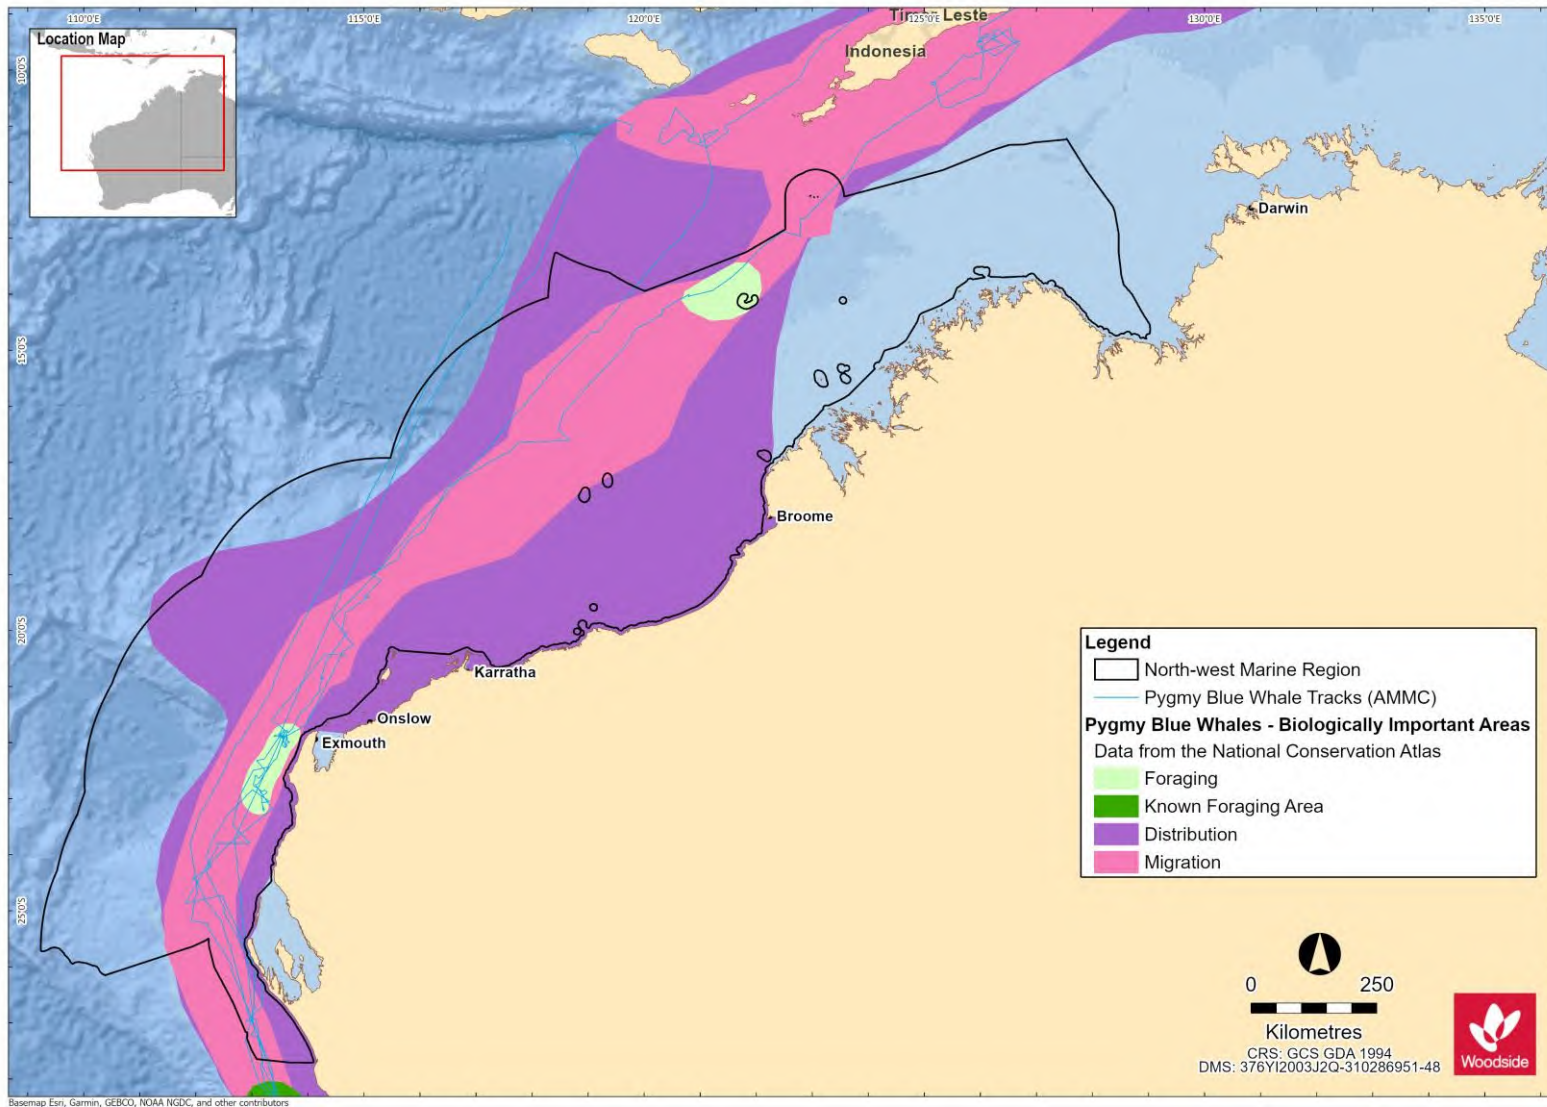 110°0'E
115°0'E
120°0'E
125°0'E
130°0'E
135°0'E
Location Map
Timor Leste
Indonesia
10°0'S
Darwin
15°0'S
Broome
20°0'S
Karratha
Onslow
Exmouth
25°0'S
Legend
North-west Marine Region
Pygmy Blue Whale Tracks (AMMC)
Pygmy Blue Whales - Biologically Important Areas
Data from the National Conservation Atlas
Foraging
Known Foraging Area
Distribution
Migration
0 250
Kilometres
CRS: GCS GDA 1994
DMS: 376YI2003J2Q-310286951-48
Woodside
Basemap Esri, Garmin, GEBCO, NOAA NGDC, and other contributors